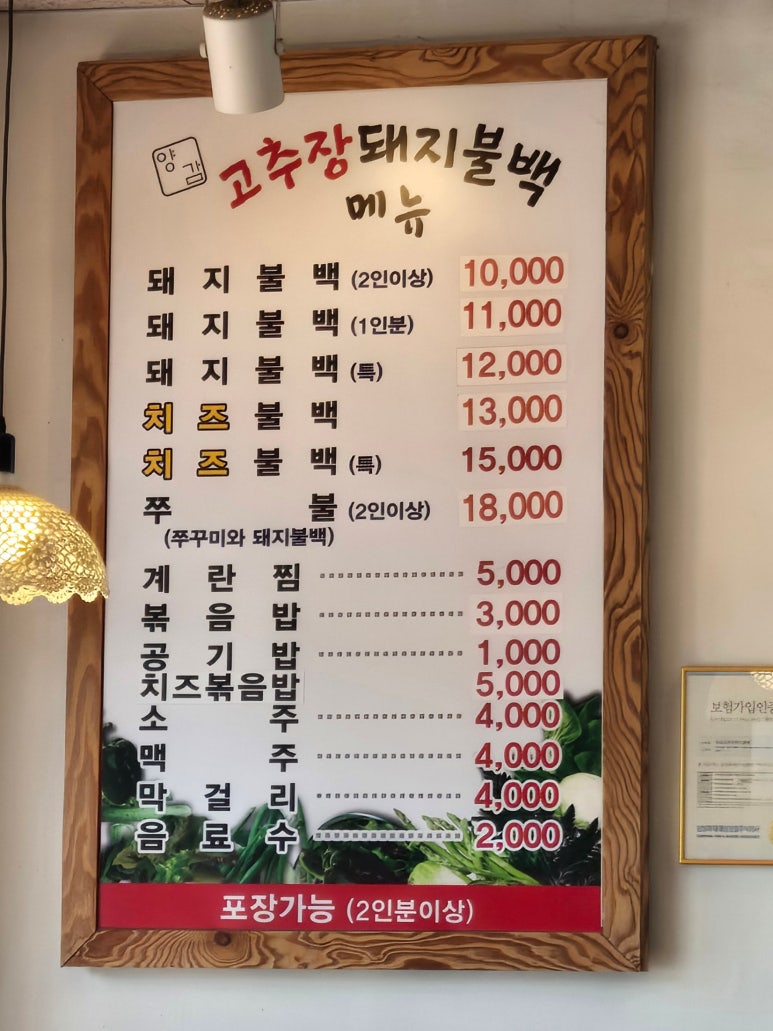 양감
고추장돼지불백
메뉴
돼지불백 (2인이상) 10,000
돼지불백 (1인분) 11,000
돼지불백 (특) 12,000
치즈불백 13,000
치즈불백 (특) 15,000
쭈불 (2인이상) 18,000
(쭈꾸미와 돼지불백)
계란찜 5,000
볶음밥 3,000
공기밥 1,000
치즈볶음밥 5,000
소주 4,000
맥주 4,000
막걸리 4,000
음료수 2,000
포장가능 (2인분이상)
보험가입인증